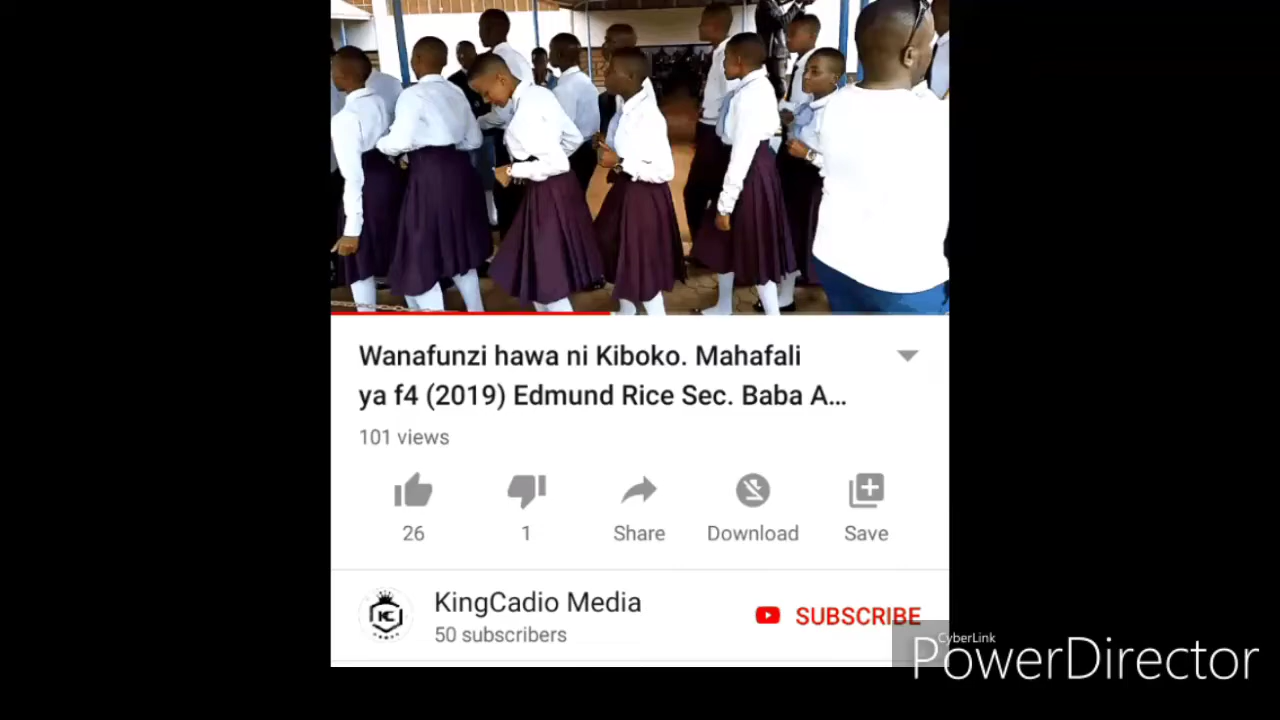 Wanafunzi hawa ni Kiboko. Mahafali
ya f4 (2019) Edmund Rice Sec. Baba A...
101 views
26
1
Share
Download
Save
KingCadio Media
50 subscribers
SUBSCRIBE
CyberLink
PowerDirector